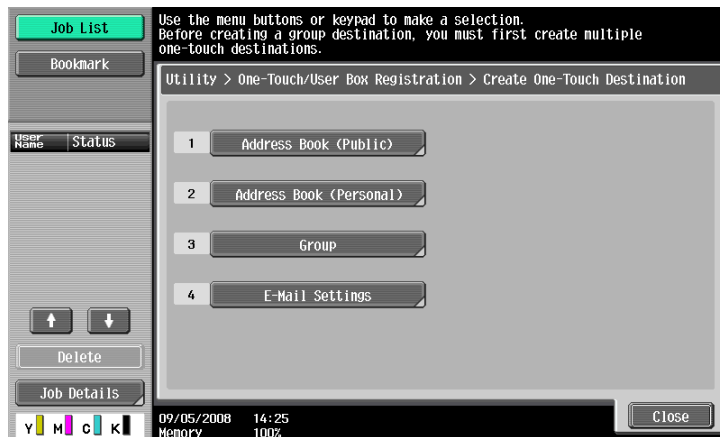 Job List
Bookmark
User Name Status
Delete
Job Details
Y M C K
Use the menu buttons or keypad to make a selection.
Before creating a group destination, you must first create multiple
one-touch destinations.
Utility > One-Touch/User Box Registration > Create One-Touch Destination
1 Address Book (Public)
2 Address Book (Personal)
3 Group
4 E-Mail Settings
09/05/2008 14:25
Memory 100%
Close